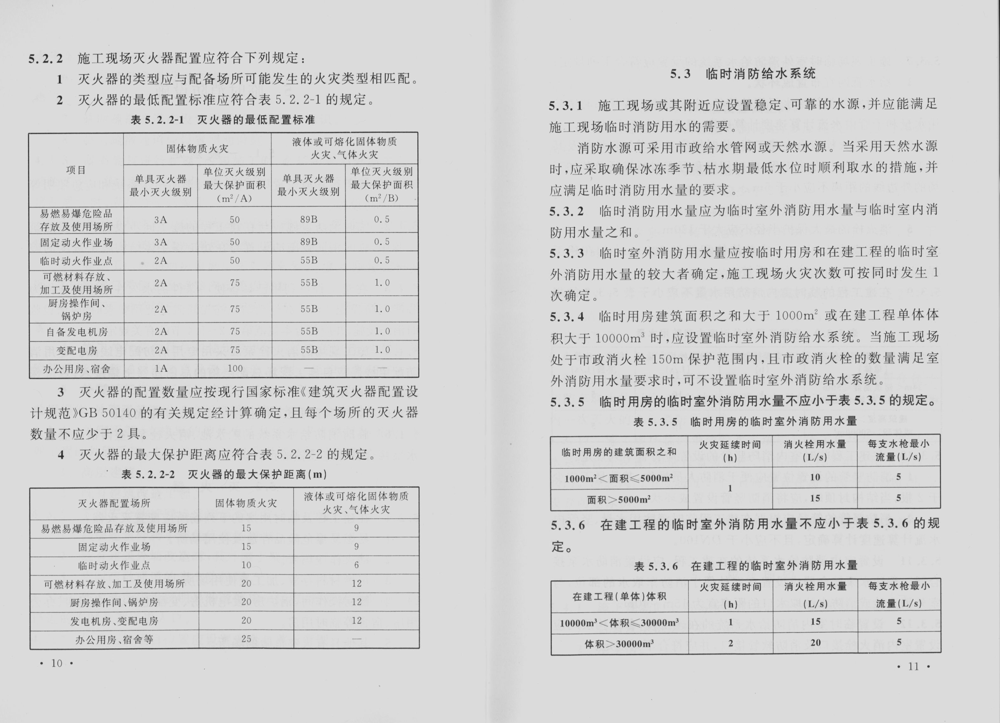 5.2.2 施工现场灭火器配置应符合下列规定：
1 灭火器的类型应与配备场所可能发生的火灾类型相匹配。
2 灭火器的最低配置标准应符合表 5.2.2-1 的规定。
表 5.2.2-1 灭火器的最低配置标准
项目
固体物质火灾
液体或可熔化固体物质
火灾、气体火灾
单具灭火器
最小灭火级别
单位灭火级别
最大保护面积
(m²/A)
单具灭火器
最小灭火级别
单位灭火级别
最大保护面积
(m²/B)
易燃易爆危险品
存放及使用场所
3A 50 89B 0.5
固定动火作业场 3A 50 89B 0.5
临时动火作业点 2A 50 55B 0.5
可燃材料存放、
加工及使用场所
2A 75 55B 1.0
厨房操作间、
锅炉房
2A 75 55B 1.0
自备发电机房 2A 75 55B 1.0
变配电房 2A 75 55B 1.0
办公用房、宿舍 1A 100 — —
3 灭火器的配置数量应按现行国家标准《建筑灭火器配置设
计规范》GB 50140 的有关规定经计算确定,且每个场所的灭火器
数量不应少于 2 具。
4 灭火器的最大保护距离应符合表 5.2.2-2 的规定。
表 5.2.2-2 灭火器的最大保护距离(m)
灭火器配置场所
固体物质火灾
液体或可熔化固体物质
火灾、气体火灾
易燃易爆危险品存放及使用场所 15 9
固定动火作业场 15 9
临时动火作业点 10 6
可燃材料存放、加工及使用场所 20 12
厨房操作间、锅炉房 20 12
发电机房、变配电房 20 12
办公用房、宿舍等 25 —
• 10 •
5.3 临时消防给水系统
5.3.1 施工现场或其附近应设置稳定、可靠的水源,并应能满足
施工现场临时消防用水的需要。
消防水源可采用市政给水管网或天然水源。当采用天然水源
时,应采取确保冰冻季节、枯水期最低水位时顺利取水的措施,并
应满足临时消防用水量的要求。
5.3.2 临时消防用水量应为临时室外消防用水量与临时室内消
防用水量之和。
5.3.3 临时室外消防用水量应按临时用房和在建工程的临时室
外消防用水量的较大者确定,施工现场火灾次数可按同时发生 1
次确定。
5.3.4 临时用房建筑面积之和大于 1000m² 或在建工程单体体
积大于 10000m³ 时,应设置临时室外消防给水系统。当施工现场
处于市政消火栓 150m 保护范围内,且市政消火栓的数量满足室
外消防用水量要求时,可不设置临时室外消防给水系统。
5.3.5 临时用房的临时室外消防用水量不应小于表 5.3.5 的规定。
表 5.3.5 临时用房的临时室外消防用水量
临时用房的建筑面积之和
火灾延续时间
(h)
消火栓用水量
(L/s)
每支水枪最小
流量(L/s)
1000m²＜面积≤5000m² 1 10 5
面积＞5000m² 15 5
5.3.6 在建工程的临时室外消防用水量不应小于表 5.3.6 的规
定。
表 5.3.6 在建工程的临时室外消防用水量
在建工程(单体)体积
火灾延续时间
(h)
消火栓用水量
(L/s)
每支水枪最小
流量(L/s)
10000m³＜体积≤30000m³ 1 15 5
体积＞30000m³ 2 20 5
• 11 •